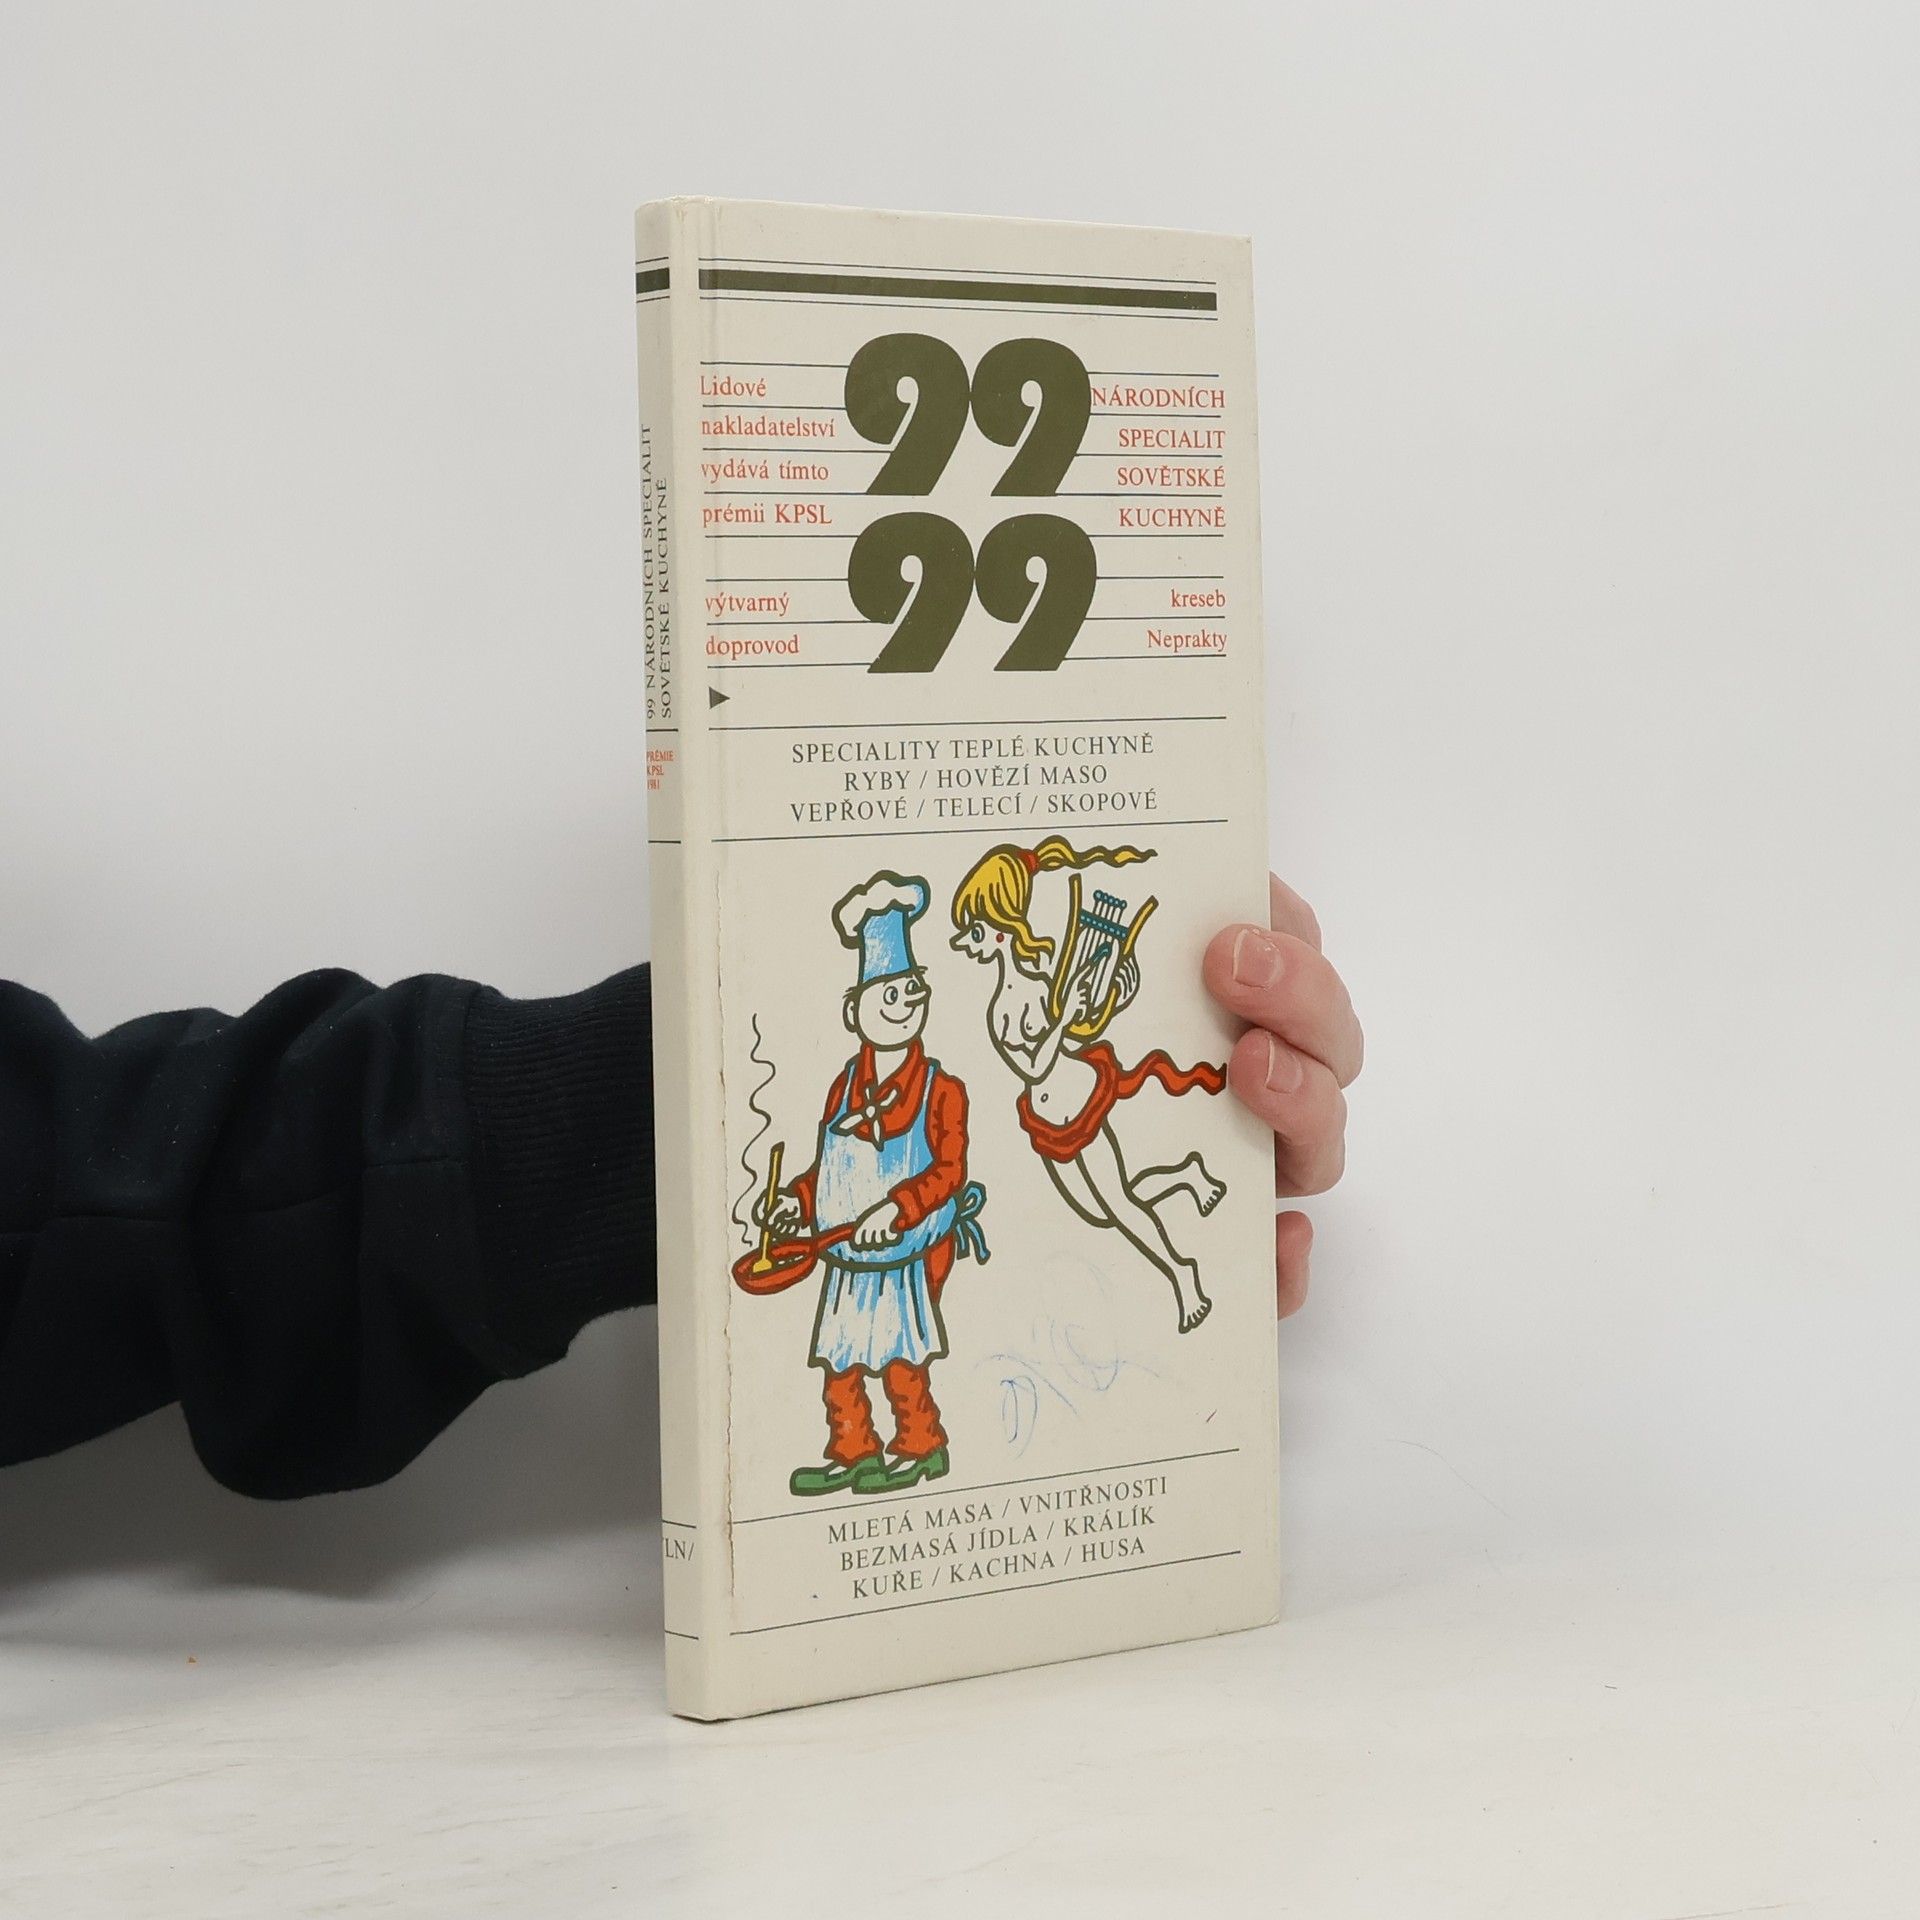 99 NÁRODNÍCH SPECIALIT
SOVĚTSKÉ KUCHYNĚ
PRÉMIE
KPSL
1981
LN/
Lidové
nakladatelství
vydává tímto
prémii KPSL
99
NÁRODNÍCH
SPECIALIT
SOVĚTSKÉ
KUCHYNĚ
výtvarný
doprovod
99
kreseb
Neprakty
SPECIALITY TEPLÉ KUCHYNĚ
RYBY / HOVĚZÍ MASO
VEPŘOVÉ / TELECÍ / SKOPOVÉ
MLETÁ MASA / VNITŘNOSTI
BEZMASÁ JÍDLA / KRÁLÍK
KUŘE / KACHNA / HUSA